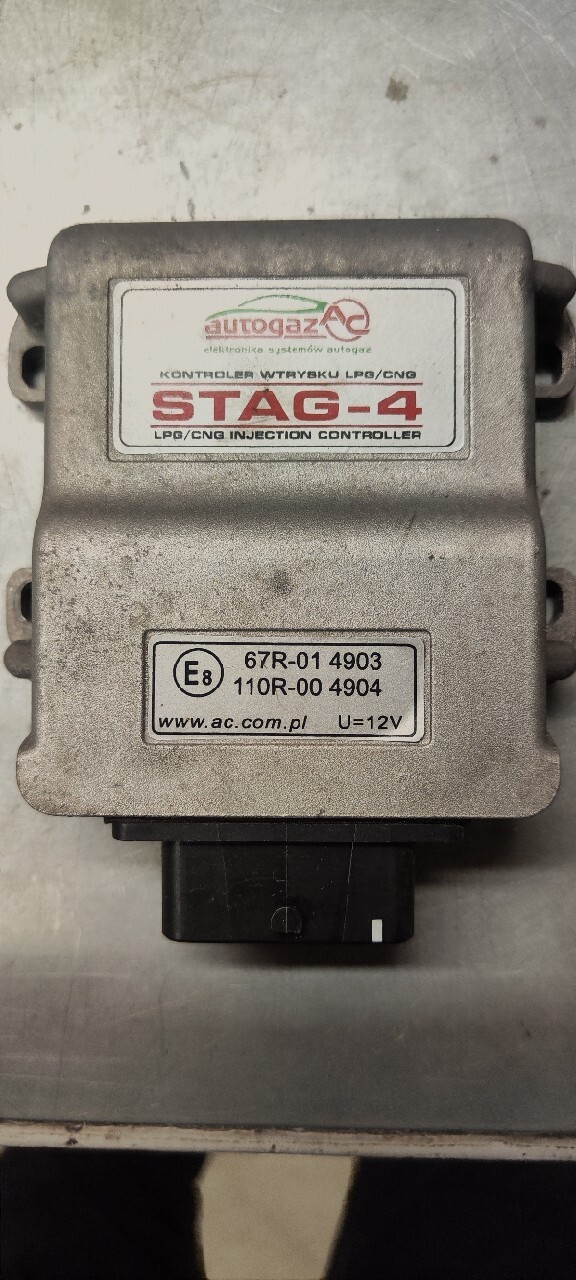 autogaz AC
elektronika systemów autogaz
KONTROLER WTRYSKU LPG/CNG
STAG-4
LPG/CNG INJECTION CONTROLLER
E8 67R-01 4903
110R-00 4904
www.ac.com.pl U=12V